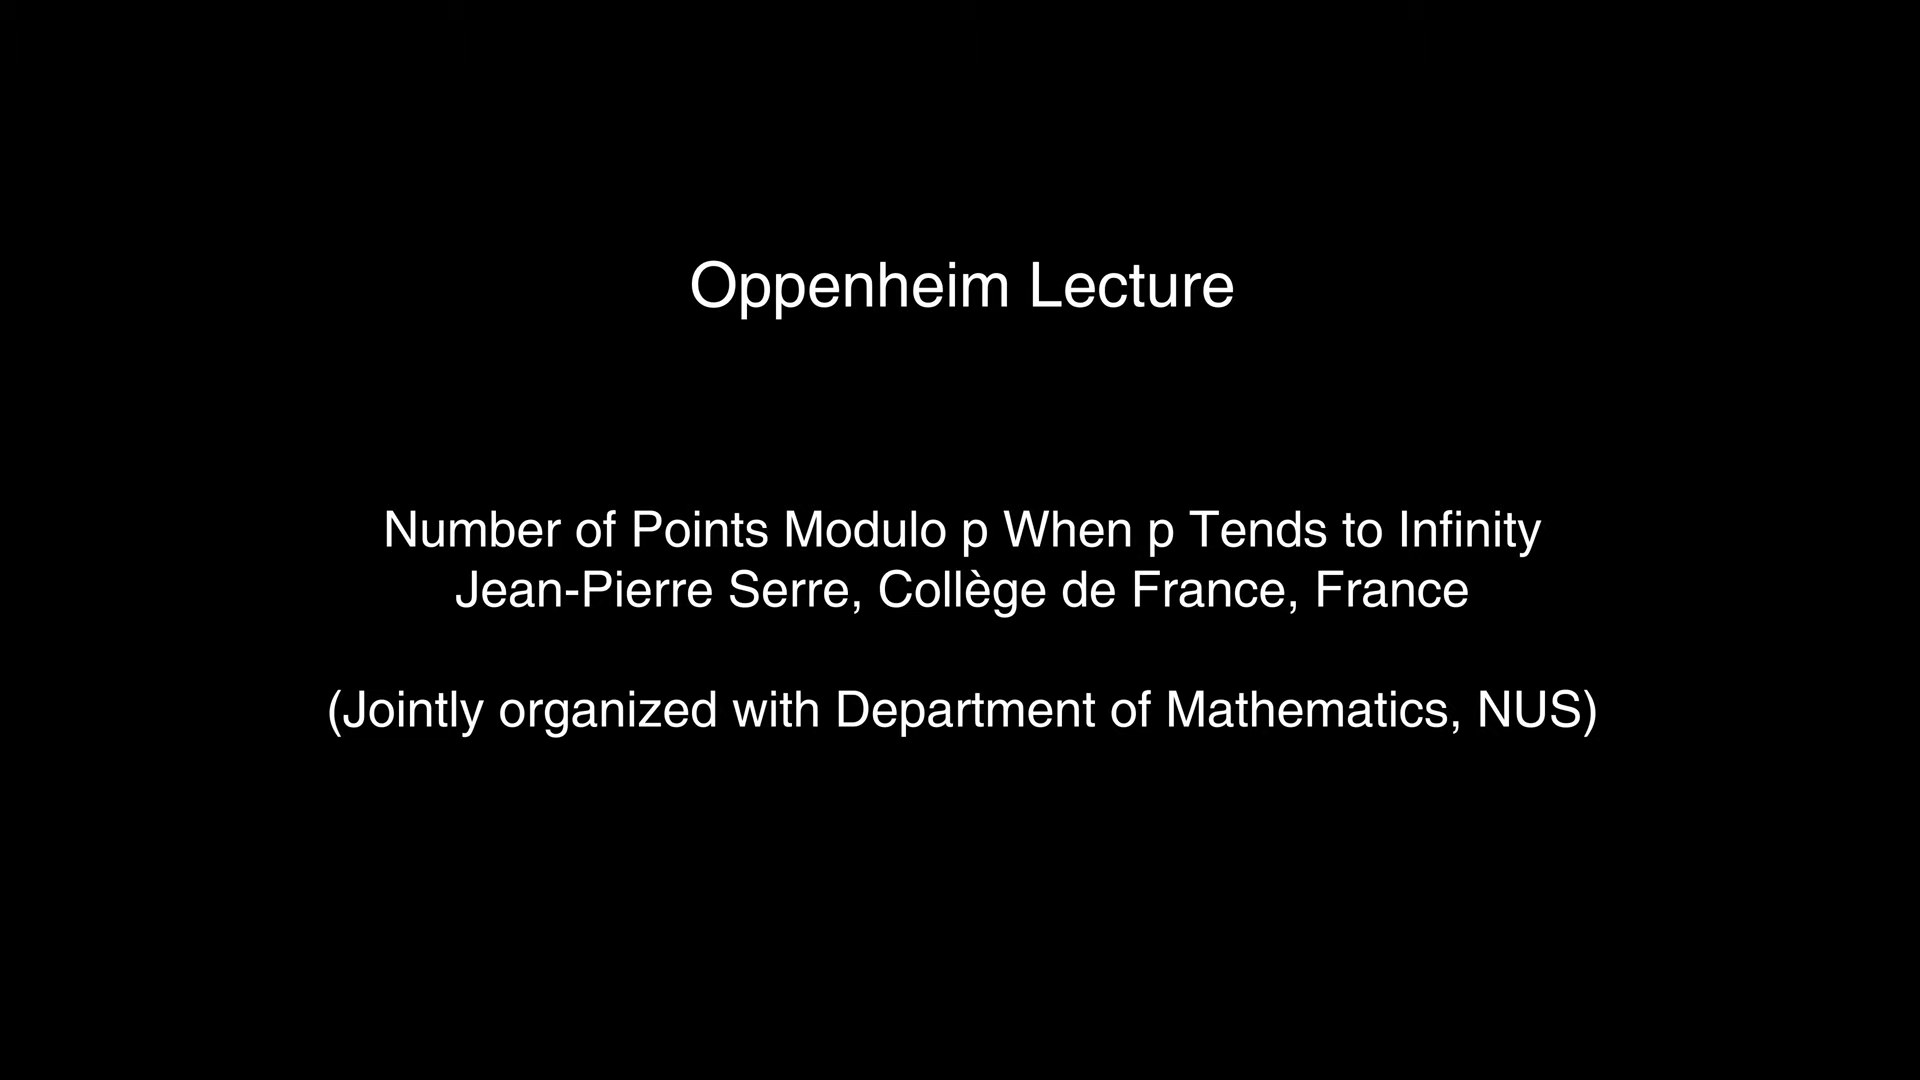 Oppenheim Lecture
Number of Points Modulo p When p Tends to Infinity
Jean-Pierre Serre, Collège de France, France
(Jointly organized with Department of Mathematics, NUS)